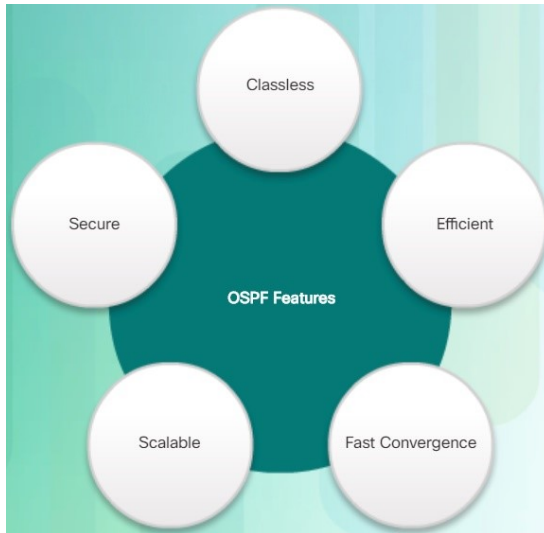 Classless
Secure
Efficient
OSPF Features
Scalable
Fast Convergence